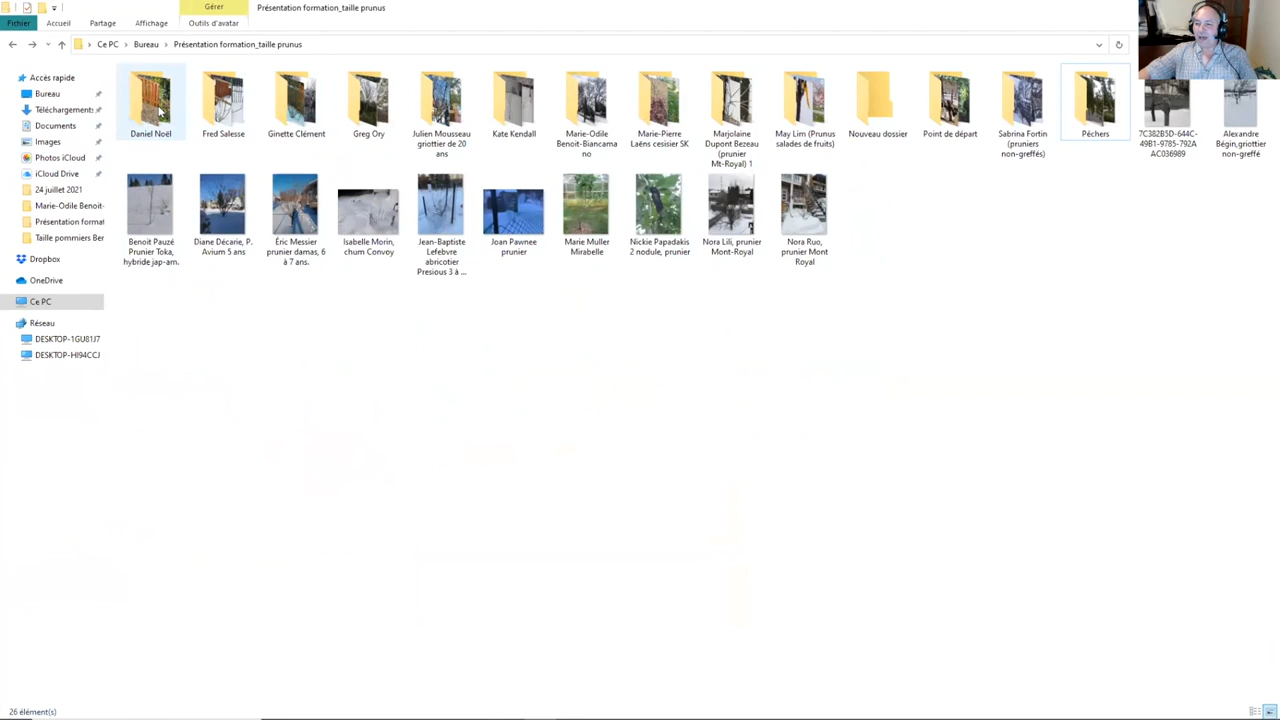 Gérer
Présentation formation_taille prunus
Fichier
Accueil
Partage
Affichage
Outils d'avatar
Ce PC
Bureau
Présentation formation_taille prunus
Accès rapide
Bureau
Téléchargements
Documents
Images
Photos iCloud
iCloud Drive
24 juillet 2021
Marie-Odile Benoit-
Présentation format
Taille pommiers Ber
Dropbox
OneDrive
Ce PC
Réseau
DESKTOP-1GU81J7
DESKTOP-HI94CCJ
Daniel Noël
Fred Salesse
Ginette Clément
Greg Ory
Julien Mousseau
griottier de 20
ans
Kate Kendall
Marie-Odile
Benoit-Biancama
no
Marie-Pierre
Laëns cesisier SK
Marjolaine
Dupont Bezeau
(prunier
Mt-Royal) 1
May Lim (Prunus
salades de fruits)
Nouveau dossier
Point de départ
Sabrina Fortin
(pruniers
non-greffés)
Pêchers
7C382B5D-644C-
49B1-9785-792A
AC036989
Alexandre
Bégin,griottier
non-greffé
Benoit Pauzé
Prunier Toka,
hybride jap-am.
Diane Décarie, P.
Avium 5 ans
Éric Messier
prunier damas, 6
à 7 ans.
Isabelle Morin,
chum Convoy
Jean-Baptiste
Lefebvre
abricotier
Presious 3 à ...
Joan Pawnee
prunier
Marie Muller
Mirabelle
Nickie Papadakis
2 nodule, prunier
Nora Lili, prunier
Mont-Royal
Nora Ruo,
prunier Mont
Royal
26 élément(s)